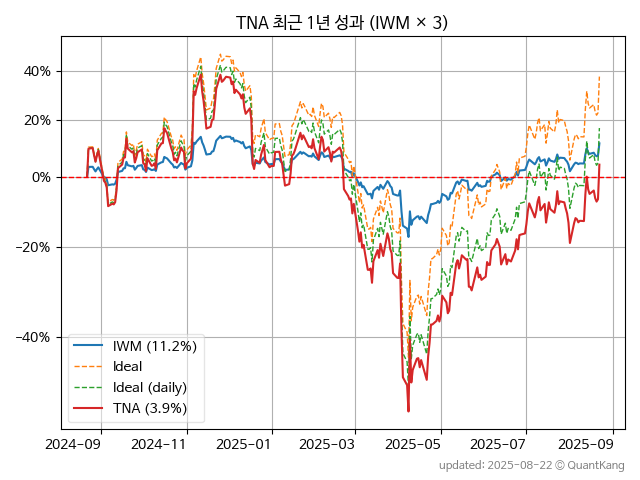 TNA 최근 1년 성과 (IWM × 3)
40%
20%
0%
−20%
−40%
IWM (11.2%)
Ideal
Ideal (daily)
TNA (3.9%)
2024-09
2024-11
2025-01
2025-03
2025-05
2025-07
2025-09
updated: 2025-08-22 © QuantKang